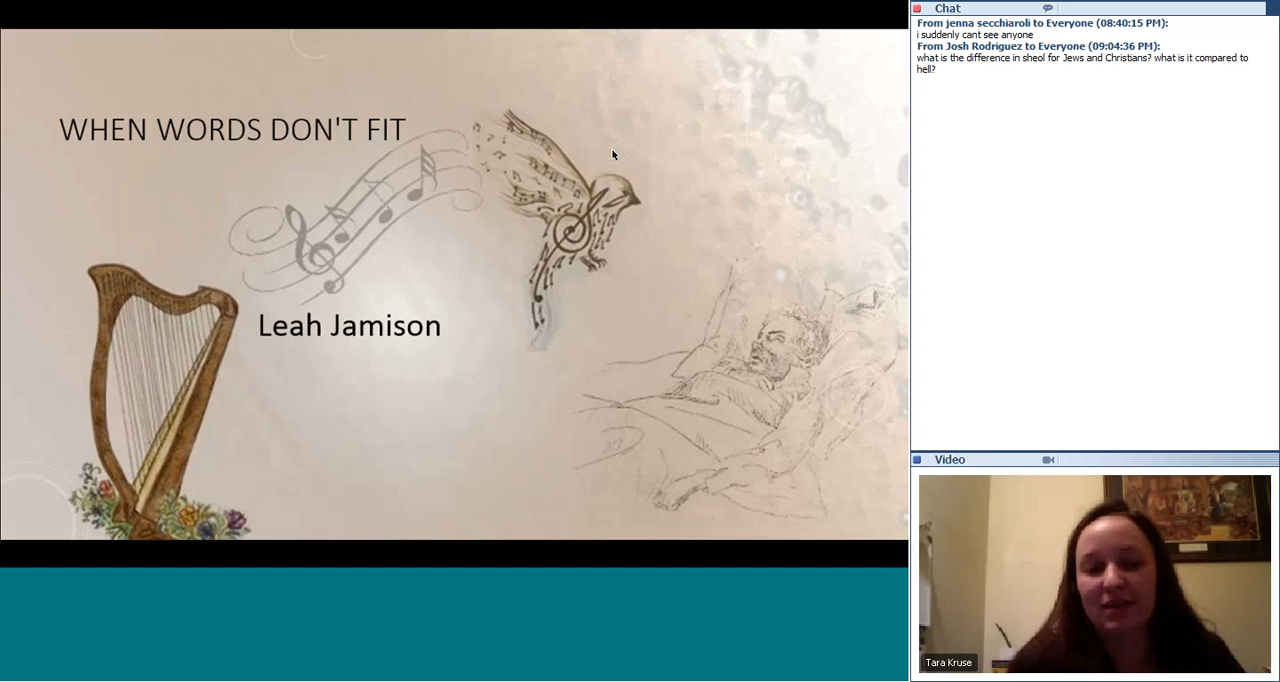 WHEN WORDS DON'T FIT
Leah Jamison
Chat
From jenna secchiaroli to Everyone (08:40:15 PM):
i suddenly cant see anyone
From Josh Rodriguez to Everyone (09:04:36 PM):
what is the difference in sheol for Jews and Christians? what is it compared to
hell?
Video
Tara Kruse